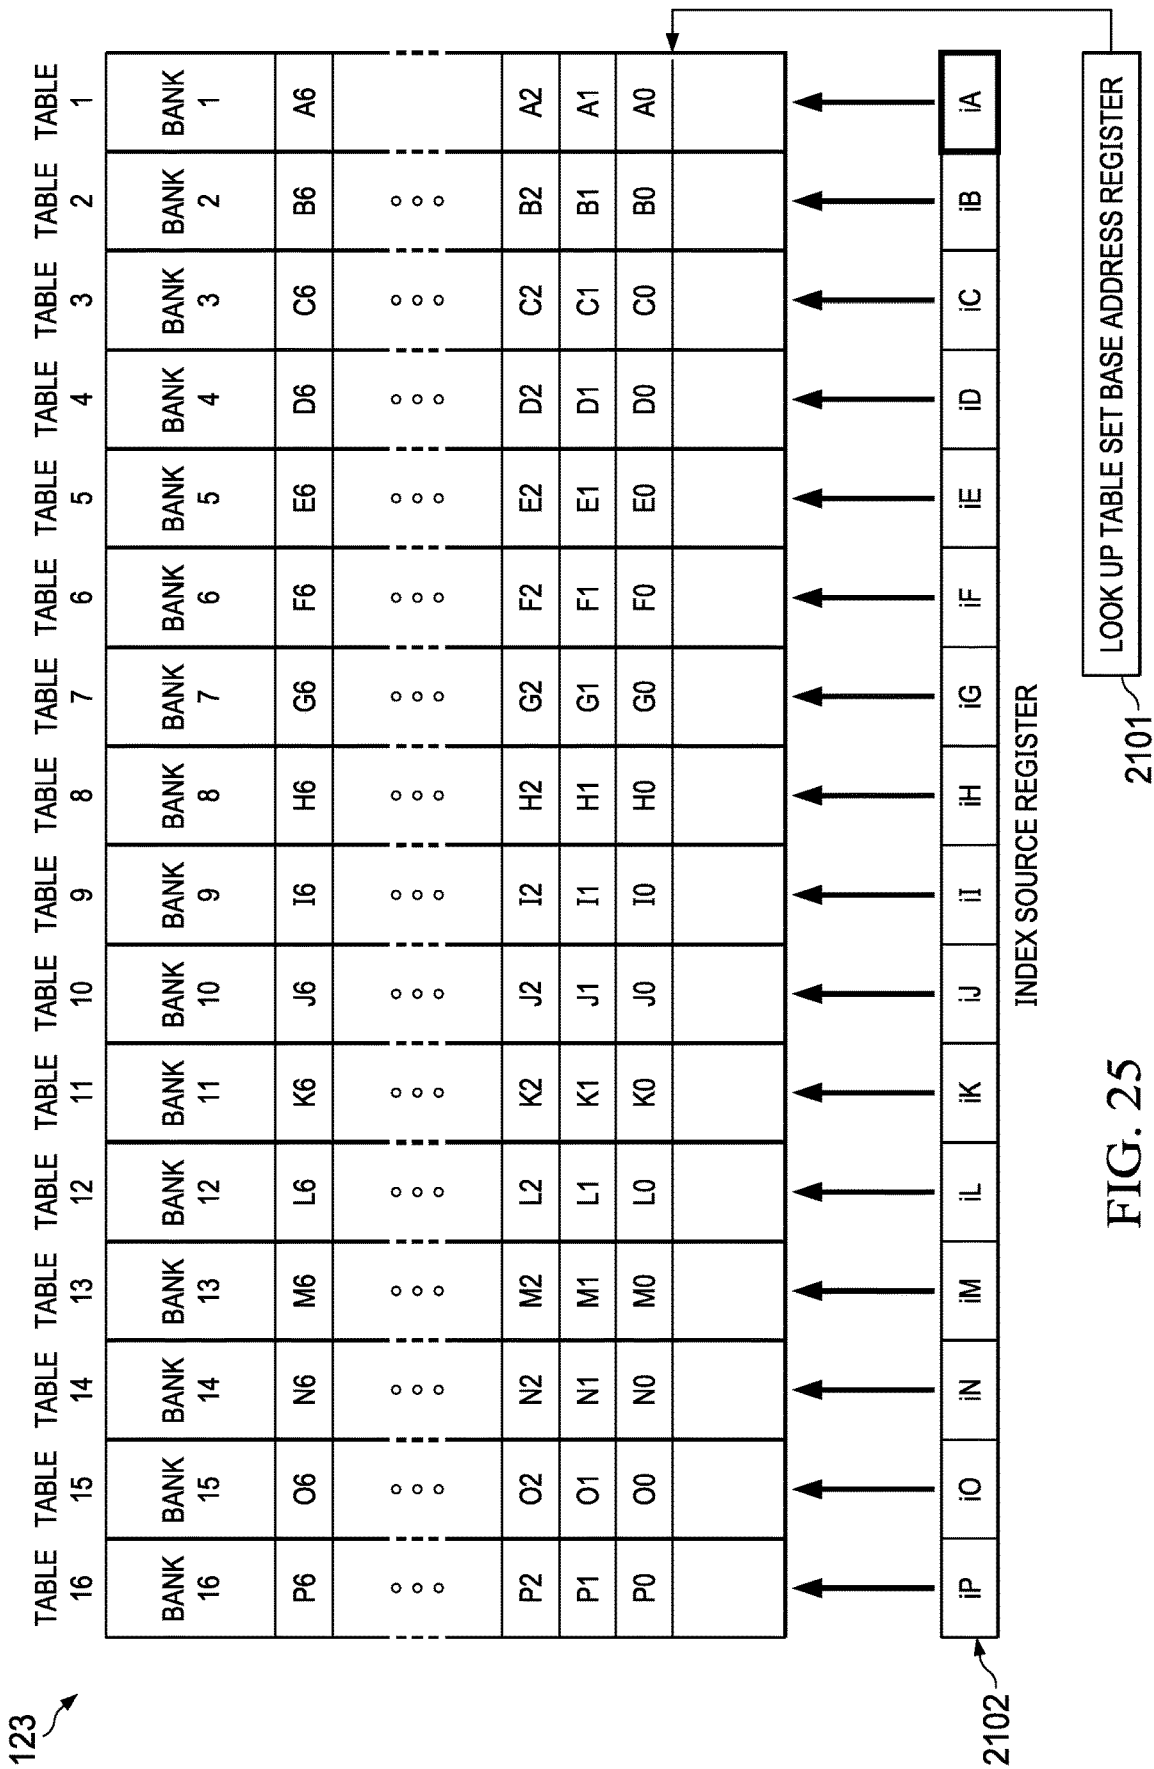 123
TABLE 16 TABLE 15 TABLE 14 TABLE 13 TABLE 12 TABLE 11 TABLE 10 TABLE 9 TABLE 8 TABLE 7 TABLE 6 TABLE 5 TABLE 4 TABLE 3 TABLE 2 TABLE 1
BANK 16 BANK 15 BANK 14 BANK 13 BANK 12 BANK 11 BANK 10 BANK 9 BANK 8 BANK 7 BANK 6 BANK 5 BANK 4 BANK 3 BANK 2 BANK 1
P6 O6 N6 M6 L6 K6 J6 I6 H6 G6 F6 E6 D6 C6 B6 A6
P2 O2 N2 M2 L2 K2 J2 I2 H2 G2 F2 E2 D2 C2 B2 A2
P1 O1 N1 M1 L1 K1 J1 I1 H1 G1 F1 E1 D1 C1 B1 A1
P0 O0 N0 M0 L0 K0 J0 I0 H0 G0 F0 E0 D0 C0 B0 A0
iP iO iN iM iL iK iJ iI iH iG iF iE iD iC iB iA
2102
INDEX SOURCE REGISTER
LOOK UP TABLE SET BASE ADDRESS REGISTER
2101
FIG. 25